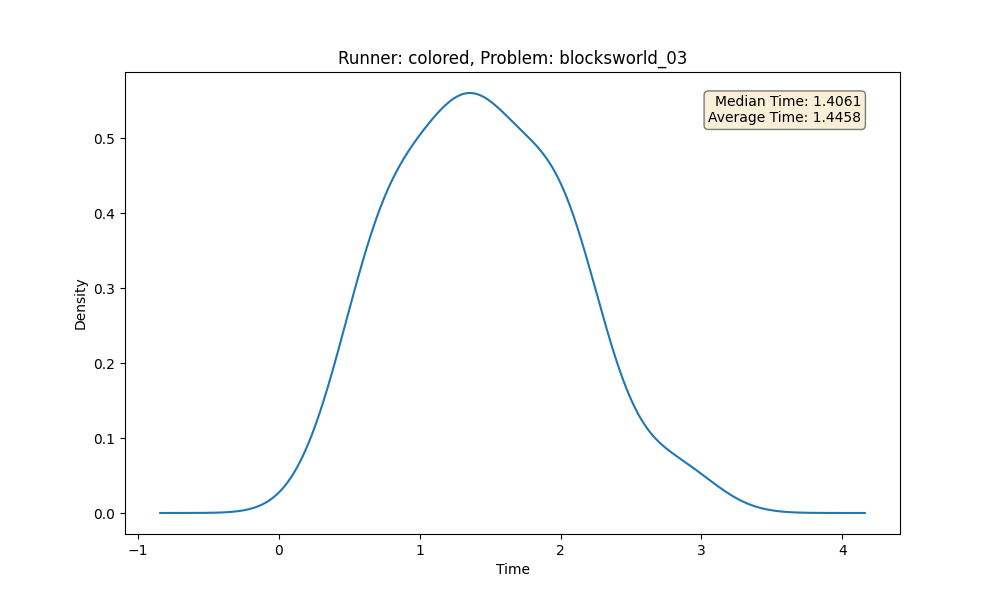 Runner: colored, Problem: blocksworld_03
Median Time: 1.4061
Average Time: 1.4458
Density
0.5
0.4
0.3
0.2
0.1
0.0
−1
0
1
2
3
4
Time